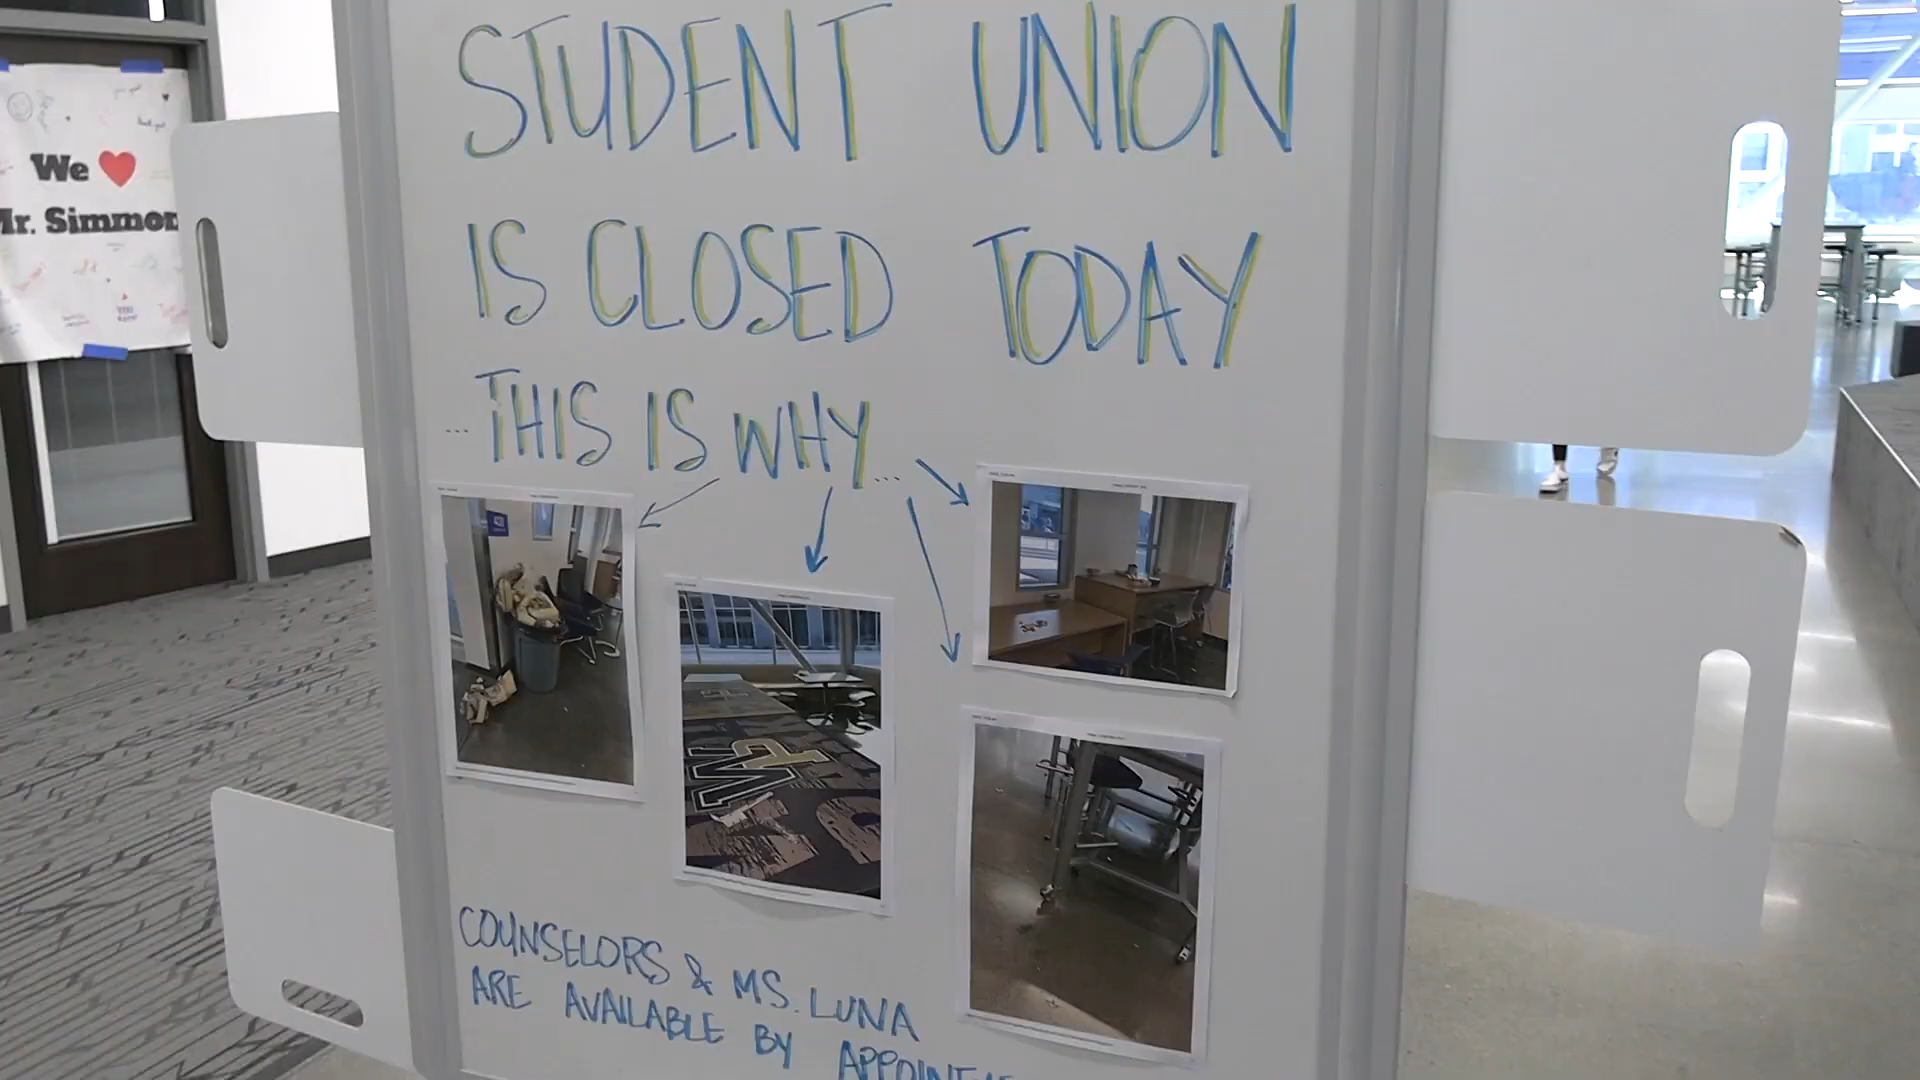 STUDENT UNION
IS CLOSED TODAY
... THIS IS WHY...
COUNSELORS & MS. LUNA
ARE AVAILABLE BY
We ❤
Mr. Simmon